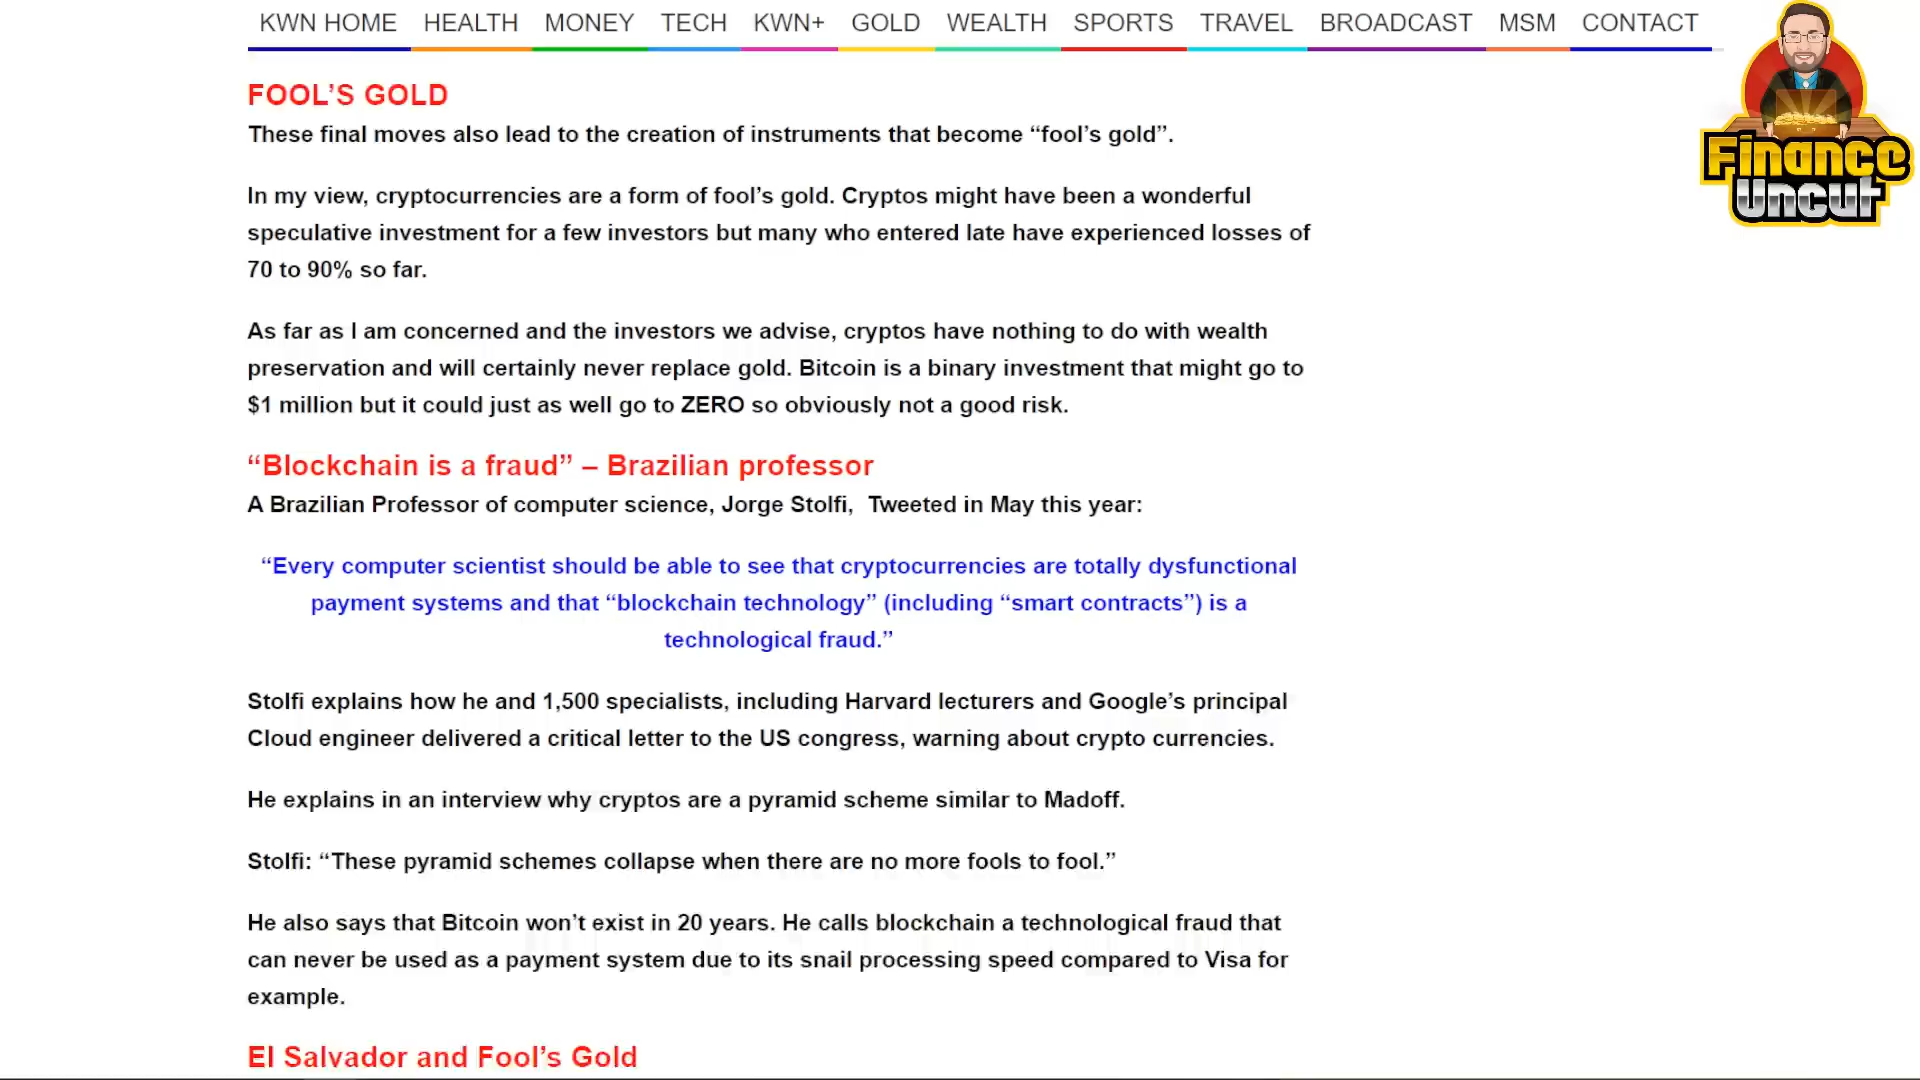 KWN HOME HEALTH MONEY TECH KWN+ GOLD WEALTH SPORTS TRAVEL BROADCAST MSM CONTACT
Finance
Uncut
FOOL’S GOLD
These final moves also lead to the creation of instruments that become “fool’s gold”.
In my view, cryptocurrencies are a form of fool’s gold. Cryptos might have been a wonderful
speculative investment for a few investors but many who entered late have experienced losses of
70 to 90% so far.
As far as I am concerned and the investors we advise, cryptos have nothing to do with wealth
preservation and will certainly never replace gold. Bitcoin is a binary investment that might go to
$1 million but it could just as well go to ZERO so obviously not a good risk.
“Blockchain is a fraud” – Brazilian professor
A Brazilian Professor of computer science, Jorge Stolfi,  Tweeted in May this year:
“Every computer scientist should be able to see that cryptocurrencies are totally dysfunctional
payment systems and that “blockchain technology” (including “smart contracts”) is a
technological fraud.”
Stolfi explains how he and 1,500 specialists, including Harvard lecturers and Google’s principal
Cloud engineer delivered a critical letter to the US congress, warning about crypto currencies.
He explains in an interview why cryptos are a pyramid scheme similar to Madoff.
Stolfi: “These pyramid schemes collapse when there are no more fools to fool.”
He also says that Bitcoin won’t exist in 20 years. He calls blockchain a technological fraud that
can never be used as a payment system due to its snail processing speed compared to Visa for
example.
El Salvador and Fool’s Gold